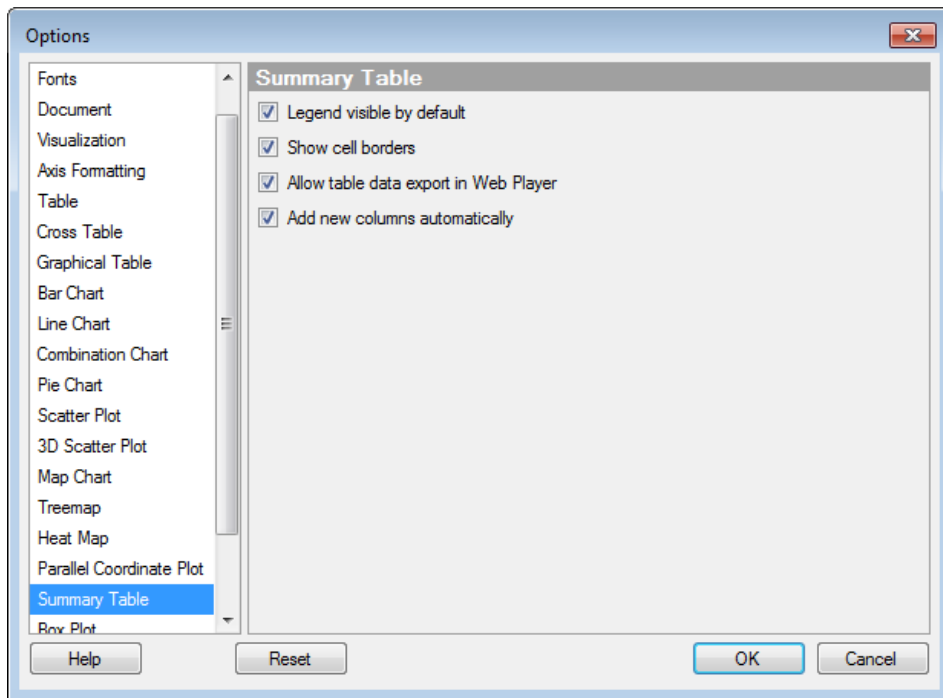 Options
Fonts
Document
Visualization
Axis Formatting
Table
Cross Table
Graphical Table
Bar Chart
Line Chart
Combination Chart
Pie Chart
Scatter Plot
3D Scatter Plot
Map Chart
Treemap
Heat Map
Parallel Coordinate Plot
Summary Table
Box Plot
Summary Table
Legend visible by default
Show cell borders
Allow table data export in Web Player
Add new columns automatically
Help
Reset
OK
Cancel